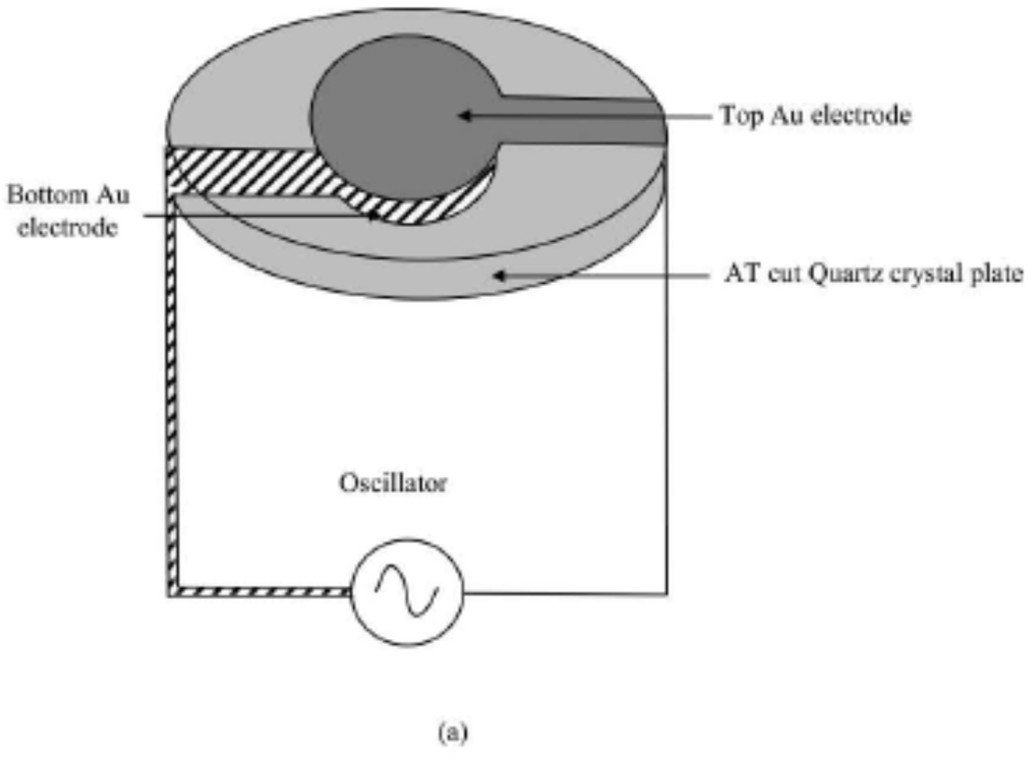 Top Au electrode
Bottom Au
electrode
AT cut Quartz crystal plate
Oscillator
(a)